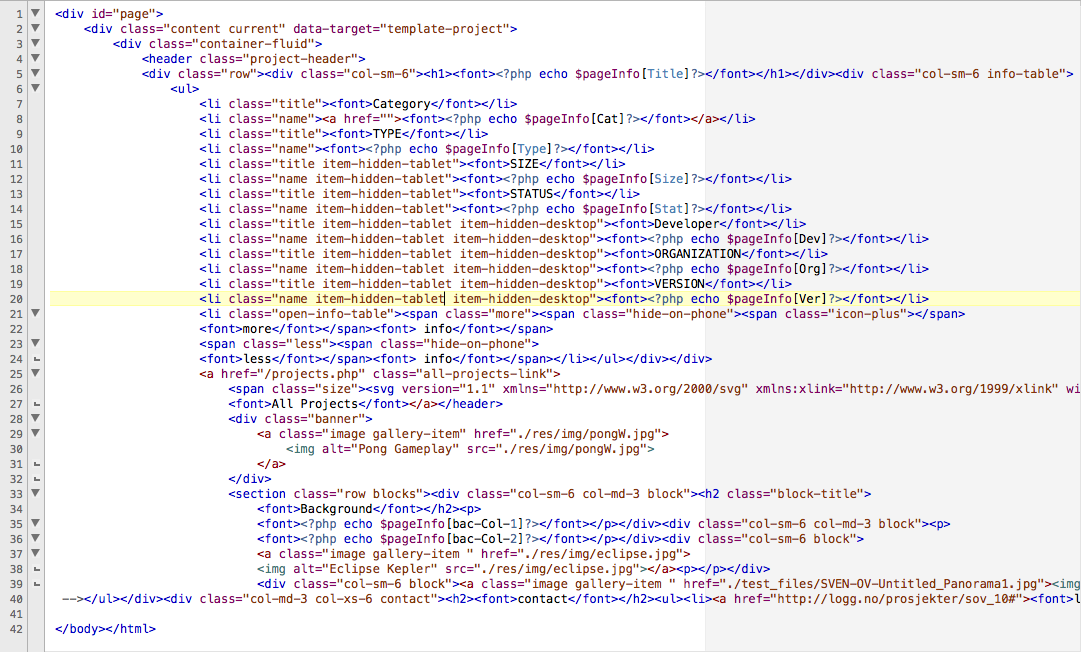 1 <div id="page">
2 <div class="content current" data-target="template-project">
3 <div class="container-fluid">
4 <header class="project-header">
5 <div class="row"><div class="col-sm-6"><h1><font><?php echo $pageInfo[Title]?></font></h1></div><div class="col-sm-6 info-table">
6 <ul>
7 <li class="title"><font>Category</font></li>
8 <li class="name"><a href=""><font><?php echo $pageInfo[Cat]?></font></a></li>
9 <li class="title"><font>TYPE</font></li>
10 <li class="name"><font><?php echo $pageInfo[Type]?></font></li>
11 <li class="title item-hidden-tablet"><font>SIZE</font></li>
12 <li class="name item-hidden-tablet"><font><?php echo $pageInfo[Size]?></font></li>
13 <li class="title item-hidden-tablet"><font>STATUS</font></li>
14 <li class="name item-hidden-tablet"><font><?php echo $pageInfo[Stat]?></font></li>
15 <li class="title item-hidden-tablet item-hidden-desktop"><font>Developer</font></li>
16 <li class="name item-hidden-tablet item-hidden-desktop"><font><?php echo $pageInfo[Dev]?></font></li>
17 <li class="title item-hidden-tablet item-hidden-desktop"><font>ORGANIZATION</font></li>
18 <li class="name item-hidden-tablet item-hidden-desktop"><font><?php echo $pageInfo[Org]?></font></li>
19 <li class="title item-hidden-tablet item-hidden-desktop"><font>VERSION</font></li>
20 <li class="name item-hidden-tablet item-hidden-desktop"><font><?php echo $pageInfo[Ver]?></font></li>
21 <li class="open-info-table"><span class="more"><span class="hide-on-phone"><span class="icon-plus"></span>
22 <font>more</font></span><font> info</font></span>
23 <span class="less"><span class="hide-on-phone">
24 <font>less</font></span><font> info</font></span></li></ul></div></div>
25 <a href="/projects.php" class="all-projects-link">
26 <span class="size"><svg version="1.1" xmlns="http://www.w3.org/2000/svg" xmlns:xlink="http://www.w3.org/1999/xlink" wi
27 <font>All Projects</font></a></header>
28 <div class="banner">
29 <a class="image gallery-item" href="./res/img/pongW.jpg">
30 <img alt="Pong Gameplay" src="./res/img/pongW.jpg">
31 </a>
32 </div>
33 <section class="row blocks"><div class="col-sm-6 col-md-3 block"><h2 class="block-title">
34 <font>Background</font></h2><p>
35 <font><?php echo $pageInfo[bac-Col-1]?></font></p></div><div class="col-sm-6 col-md-3 block"><p>
36 <font><?php echo $pageInfo[bac-Col-2]?></font></p></div><div class="col-sm-6 block">
37 <a class="image gallery-item " href="./res/img/eclipse.jpg">
38 <img alt="Eclipse Kepler" src="./res/img/eclipse.jpg"></a><p></p></div>
39 <div class="col-sm-6 block"><a class="image gallery-item " href="./test_files/SVEN-OV-Untitled_Panorama1.jpg"><img
40 --></ul></div><div class="col-md-3 col-xs-6 contact"><h2><font>contact</font></h2><ul><li><a href="http://logg.no/prosjekter/sov_10#"><font>l
41
42 </body></html>